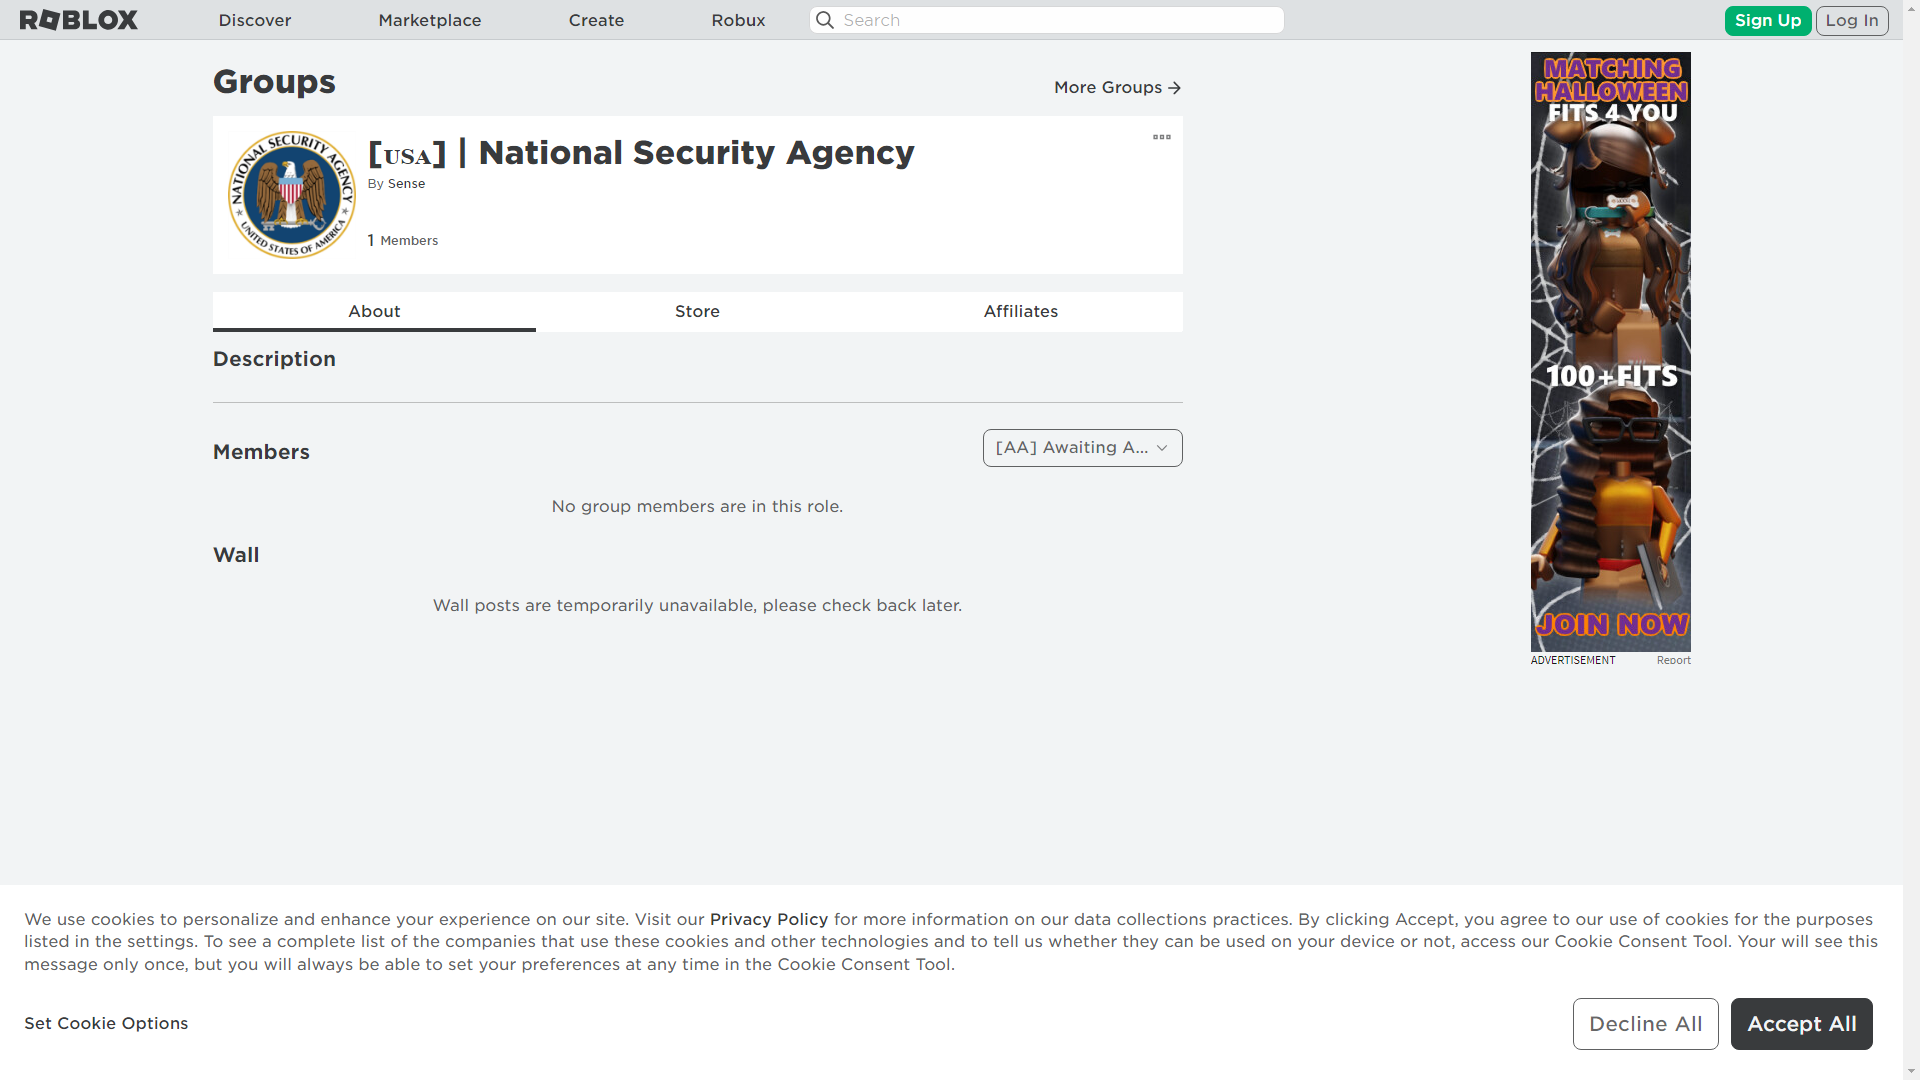 ROBLOX
Discover
Marketplace
Create
Robux
Search
Sign Up
Log In
Groups
More Groups →
NATIONAL SECURITY AGENCY
UNITED STATES OF AMERICA
[USA] | National Security Agency
By Sense
1 Members
About
Store
Affiliates
Description
Members
[AA] Awaiting A...
No group members are in this role.
Wall
Wall posts are temporarily unavailable, please check back later.
MATCHING
HALLOWEEN
FITS 4 YOU
100+FITS
JOIN NOW
ADVERTISEMENT
Report
We use cookies to personalize and enhance your experience on our site. Visit our Privacy Policy for more information on our data collections practices. By clicking Accept, you agree to our use of cookies for the purposes
listed in the settings. To see a complete list of the companies that use these cookies and other technologies and to tell us whether they can be used on your device or not, access our Cookie Consent Tool. Your will see this
message only once, but you will always be able to set your preferences at any time in the Cookie Consent Tool.
Set Cookie Options
Decline All
Accept All